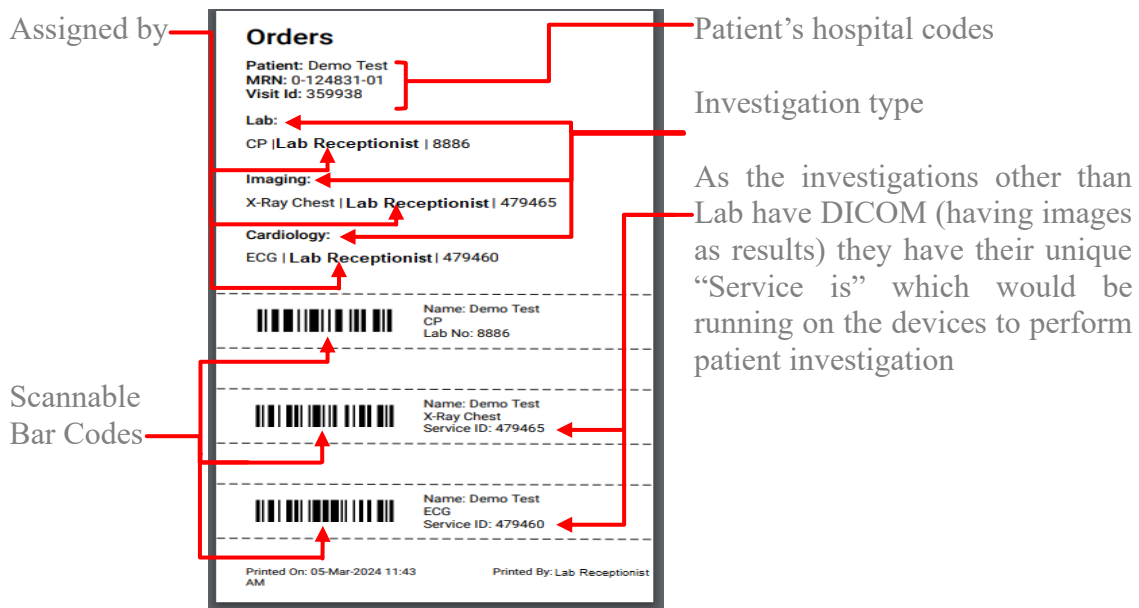 Assigned by
Orders
Patient: Demo Test
MRN: 0-124831-01
Visit Id: 359938
Lab:
CP |Lab Receptionist | 8886
Imaging:
X-Ray Chest | Lab Receptionist | 479465
Cardiology:
ECG | Lab Receptionist | 479460
Name: Demo Test
CP
Lab No: 8886
Name: Demo Test
X-Ray Chest
Service ID: 479465
Name: Demo Test
ECG
Service ID: 479460
Printed On: 05-Mar-2024 11:43
AM
Printed By: Lab Receptionist
Scannable
Bar Codes
Patient’s hospital codes
Investigation type
As the investigations other than
Lab have DICOM (having images
as results) they have their unique
“Service is” which would be
running on the devices to perform
patient investigation